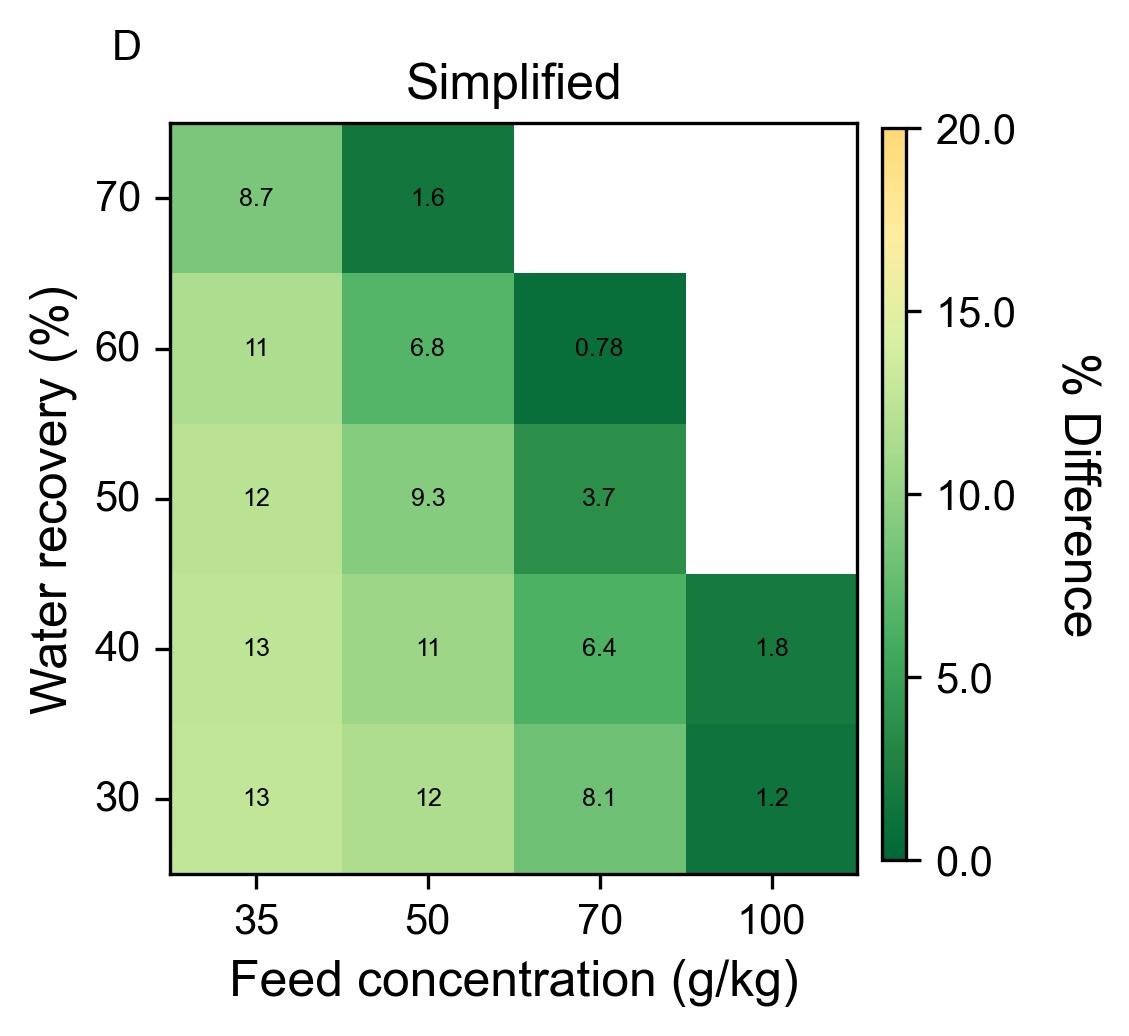 D
Simplified
20.0
70 8.7 1.6
15.0
60 11 6.8 0.78
10.0
50 12 9.3 3.7
5.0
40 13 11 6.4 1.8
30 13 12 8.1 1.2
0.0
35 50 70 100
Water recovery (%)
Feed concentration (g/kg)
% Difference